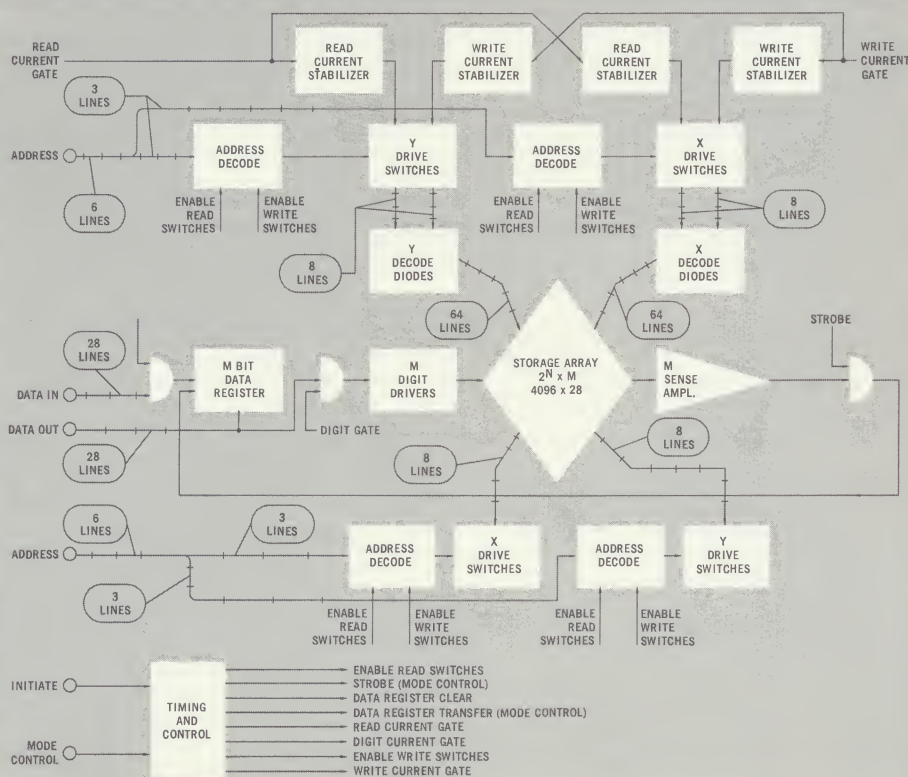 READ
CURRENT
GATE
READ
CURRENT
STABILIZER
WRITE
CURRENT
STABILIZER
READ
CURRENT
STABILIZER
WRITE
CURRENT
STABILIZER
WRITE
CURRENT
GATE
3
LINES
ADDRESS
6
LINES
ADDRESS
DECODE
ENABLE
READ
SWITCHES
ENABLE
WRITE
SWITCHES
Y
DRIVE
SWITCHES
ADDRESS
DECODE
ENABLE
READ
SWITCHES
ENABLE
WRITE
SWITCHES
X
DRIVE
SWITCHES
8
LINES
8
LINES
Y
DECODE
DIODES
X
DECODE
DIODES
64
LINES
64
LINES
STROBE
28
LINES
DATA IN
M BIT
DATA
REGISTER
M
DIGIT
DRIVERS
STORAGE ARRAY
2^N x M
4096 x 28
M
SENSE
AMPL.
DATA OUT
28
LINES
DIGIT GATE
8
LINES
8
LINES
6
LINES
3
LINES
ADDRESS
3
LINES
ADDRESS
DECODE
ENABLE
READ
SWITCHES
ENABLE
WRITE
SWITCHES
X
DRIVE
SWITCHES
ADDRESS
DECODE
ENABLE
READ
SWITCHES
ENABLE
WRITE
SWITCHES
Y
DRIVE
SWITCHES
INITIATE
MODE
CONTROL
TIMING
AND
CONTROL
ENABLE READ SWITCHES
STROBE (MODE CONTROL)
DATA REGISTER CLEAR
DATA REGISTER TRANSFER (MODE CONTROL)
READ CURRENT GATE
DIGIT CURRENT GATE
ENABLE WRITE SWITCHES
WRITE CURRENT GATE